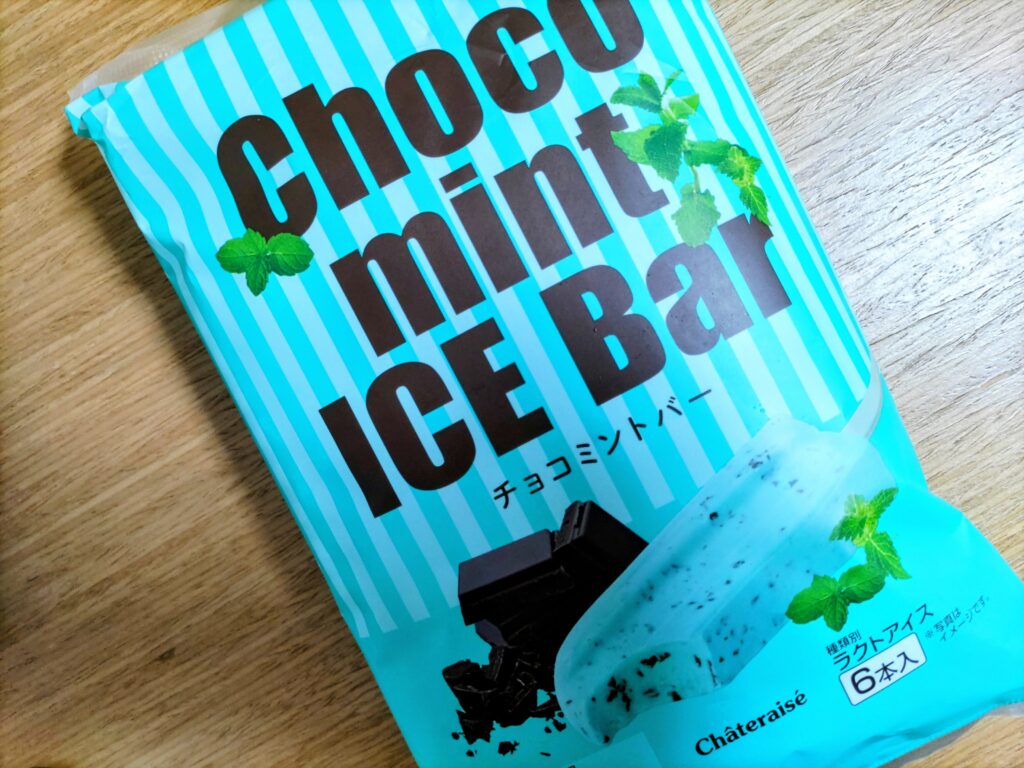 Choco
mint
ICE Bar
チョコミントバー
種類別
ラクトアイス
※写真は
イメージです。
6本入
Châteraisé